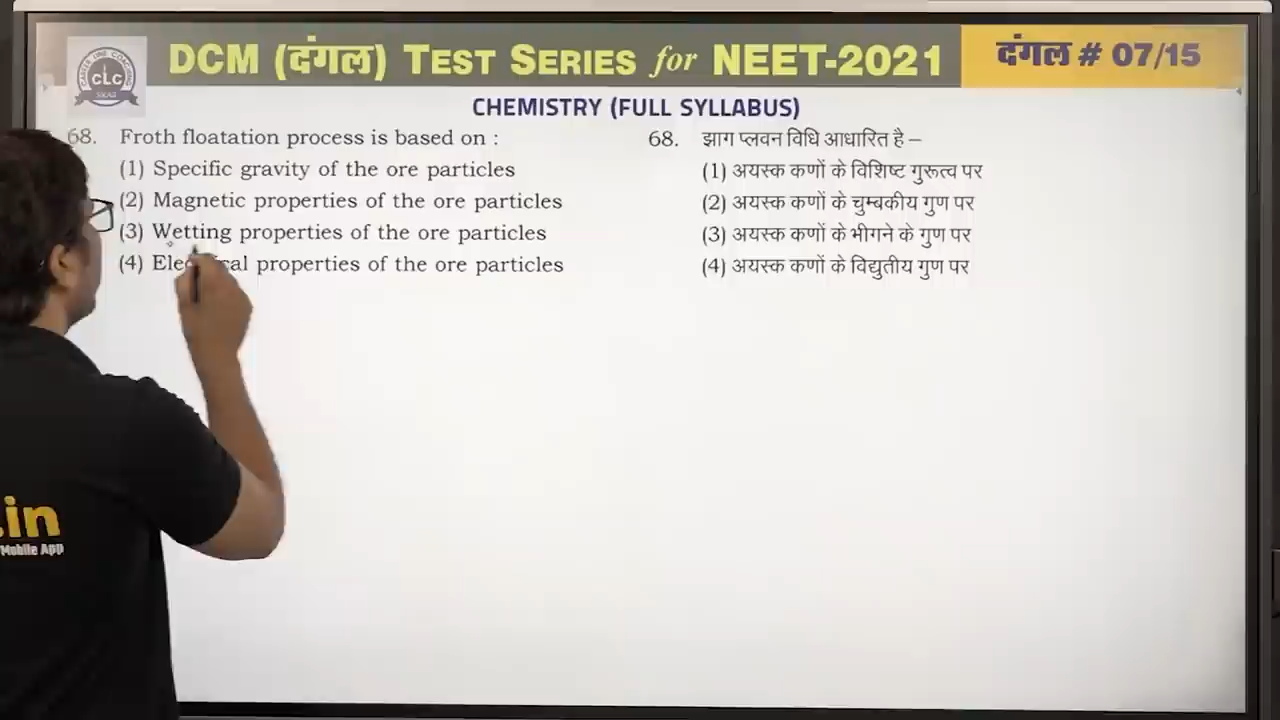 DCM (दंगल) TEST SERIES for NEET-2021
दंगल # 07/15
CLC
SIKAR
CHEMISTRY (FULL SYLLABUS)
68. Froth floatation process is based on :
(1) Specific gravity of the ore particles
(2) Magnetic properties of the ore particles
(3) Wetting properties of the ore particles
(4) Electrical properties of the ore particles
68. झाग प्लवन विधि आधारित है –
(1) अयस्क कणों के विशिष्ट गुरूत्व पर
(2) अयस्क कणों के चुम्बकीय गुण पर
(3) अयस्क कणों के भीगने के गुण पर
(4) अयस्क कणों के विद्युतीय गुण पर
.in
Mobile App